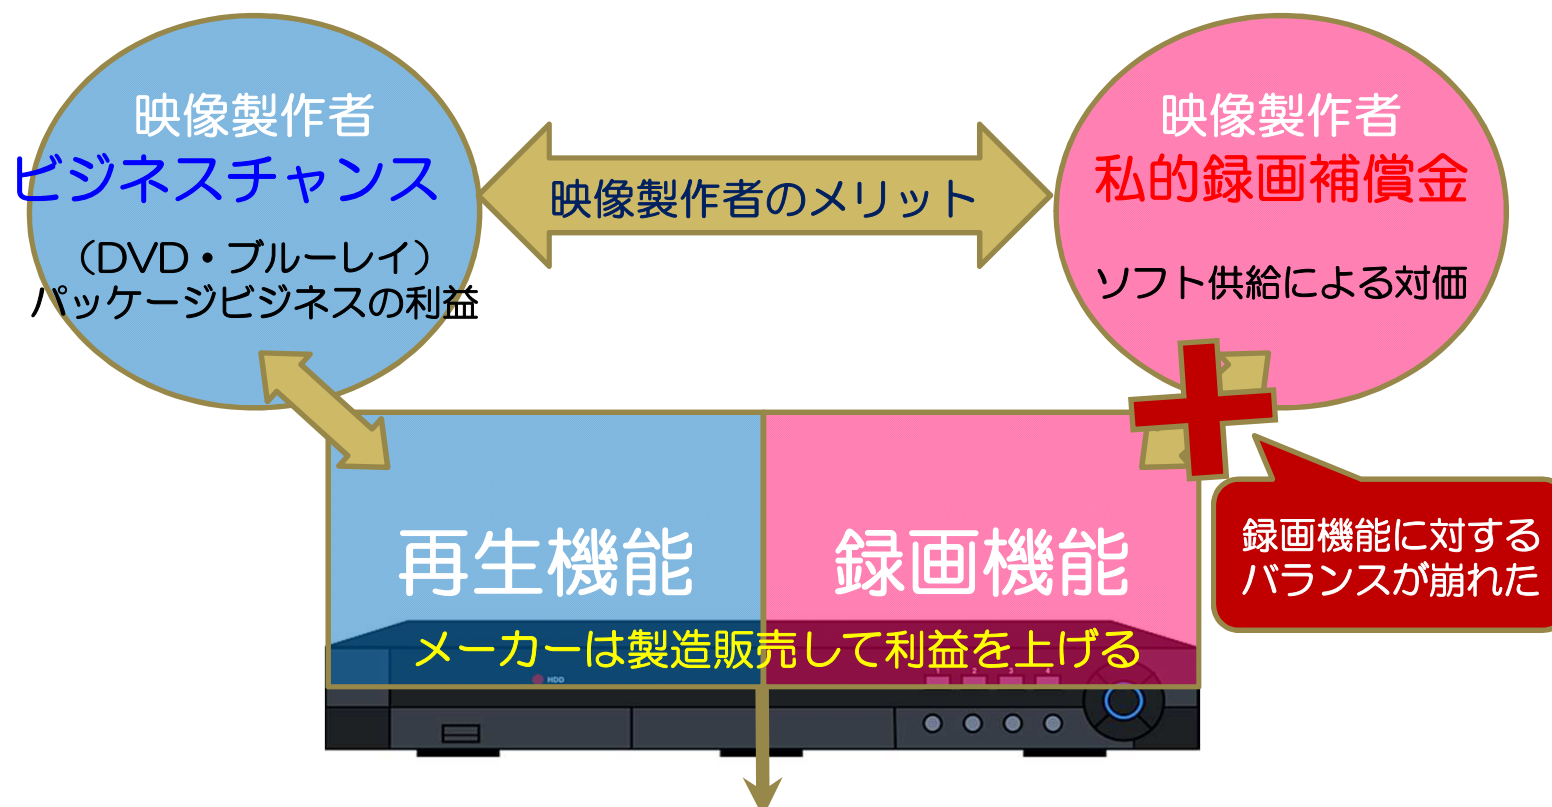 映像製作者
ビジネスチャンス
（DVD・ブルーレイ）
パッケージビジネスの利益
映像製作者のメリット
映像製作者
私的録画補償金
ソフト供給による対価
再生機能
録画機能
録画機能に対する
バランスが崩れた
メーカーは製造販売して利益を上げる
HDD
1 2 3 4